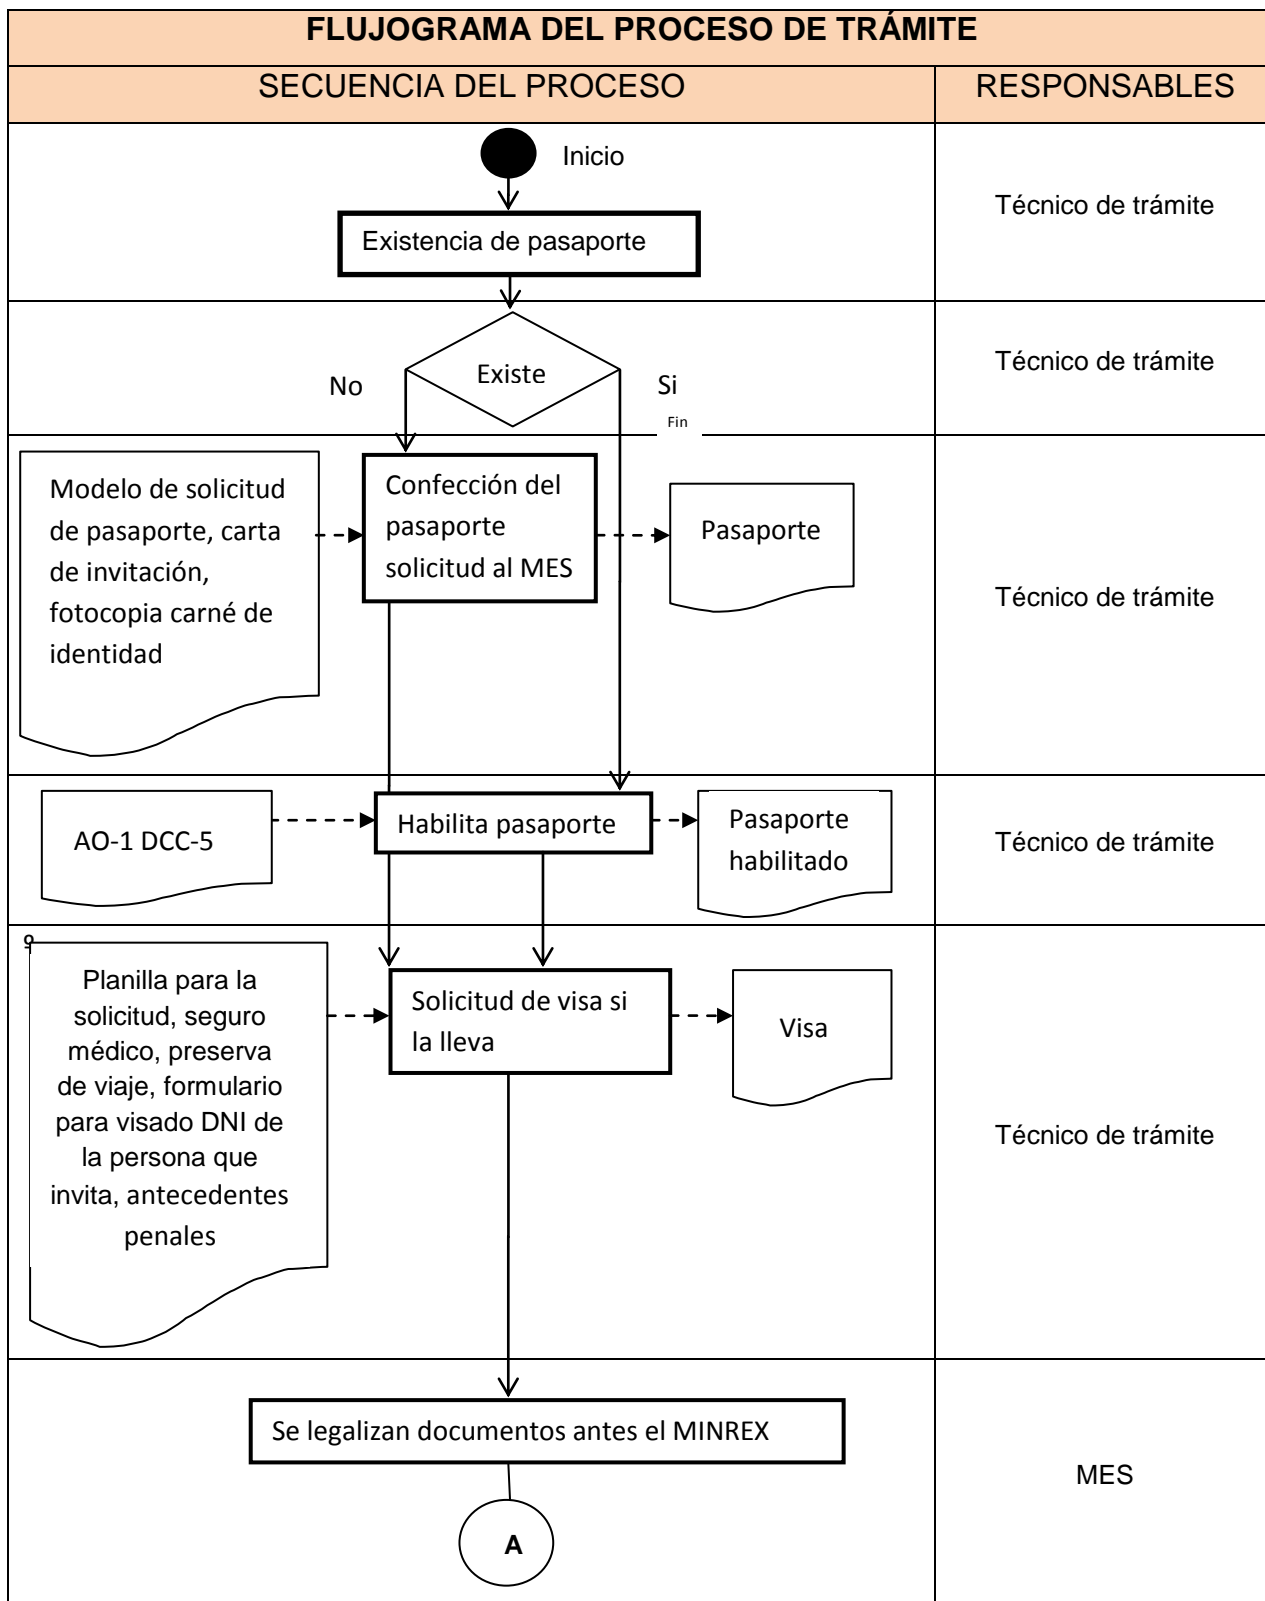 FLUJOGRAMA DEL PROCESO DE TRÁMITE
SECUENCIA DEL PROCESO
RESPONSABLES
Inicio
Técnico de trámite
Existencia de pasaporte
Técnico de trámite
Existe
No
Si
Fin
Modelo de solicitud
de pasaporte, carta
de invitación,
fotocopia carné de
identidad
Confección del
pasaporte
solicitud al MES
Pasaporte
Técnico de trámite
AO-1 DCC-5
Habilita pasaporte
Pasaporte
habilitado
Técnico de trámite
Planilla para la
solicitud, seguro
médico, preserva
de viaje, formulario
para visado DNI de
la persona que
invita, antecedentes
penales
Solicitud de visa si
la lleva
Visa
Técnico de trámite
Se legalizan documentos antes el MINREX
MES
A